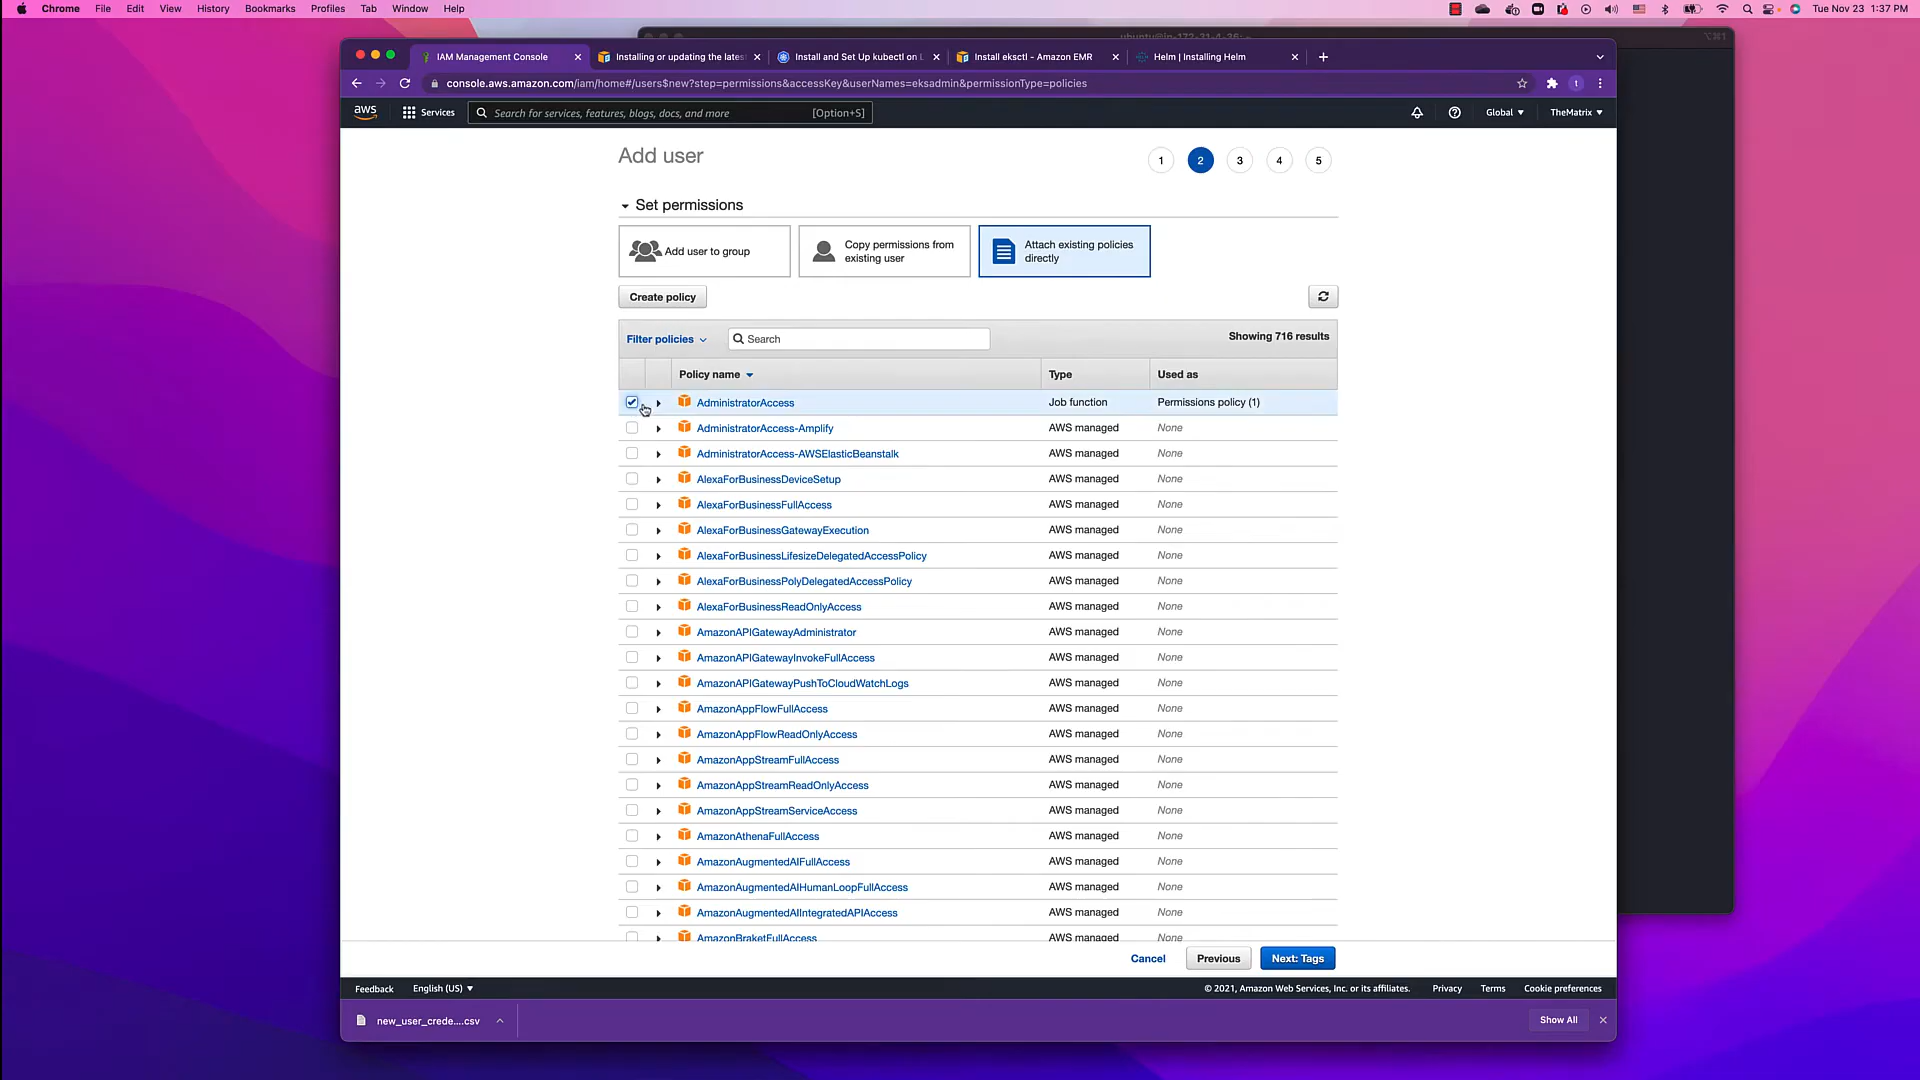 Chrome File Edit View History Bookmarks Profiles Tab Window Help Tue Nov 23 1:37 PM
ubuntu@ip-172-21-4-36: ~
IAM Management Console Installing or updating the lates Install and Set Up kubectl on L Install eksctl - Amazon EMR Helm | Installing Helm
console.aws.amazon.com/iam/home#/users$new?step=permissions&accessKey&userNames=eksadmin&permissionType=policies
aws Services Search for services, features, blogs, docs, and more [Option+S] Global TheMatrix
Add user 1 2 3 4 5
Set permissions
Add user to group
Copy permissions from
existing user
Attach existing policies
directly
Create policy
Filter policies Search Showing 716 results
Policy name Type Used as
AdministratorAccess Job function Permissions policy (1)
AdministratorAccess-Amplify AWS managed None
AdministratorAccess-AWSElasticBeanstalk AWS managed None
AlexaForBusinessDeviceSetup AWS managed None
AlexaForBusinessFullAccess AWS managed None
AlexaForBusinessGatewayExecution AWS managed None
AlexaForBusinessLifesizeDelegatedAccessPolicy AWS managed None
AlexaForBusinessPolyDelegatedAccessPolicy AWS managed None
AlexaForBusinessReadOnlyAccess AWS managed None
AmazonAPIGatewayAdministrator AWS managed None
AmazonAPIGatewayInvokeFullAccess AWS managed None
AmazonAPIGatewayPushToCloudWatchLogs AWS managed None
AmazonAppFlowFullAccess AWS managed None
AmazonAppFlowReadOnlyAccess AWS managed None
AmazonAppStreamFullAccess AWS managed None
AmazonAppStreamReadOnlyAccess AWS managed None
AmazonAppStreamServiceAccess AWS managed None
AmazonAthenaFullAccess AWS managed None
AmazonAugmentedAIFullAccess AWS managed None
AmazonAugmentedAIHumanLoopFullAccess AWS managed None
AmazonAugmentedAIIntegratedAPIAccess AWS managed None
AmazonBraketFullAccess AWS managed None
Cancel Previous Next: Tags
Feedback English (US) © 2021, Amazon Web Services, Inc. or its affiliates. Privacy Terms Cookie preferences
new_user_crede....csv Show All